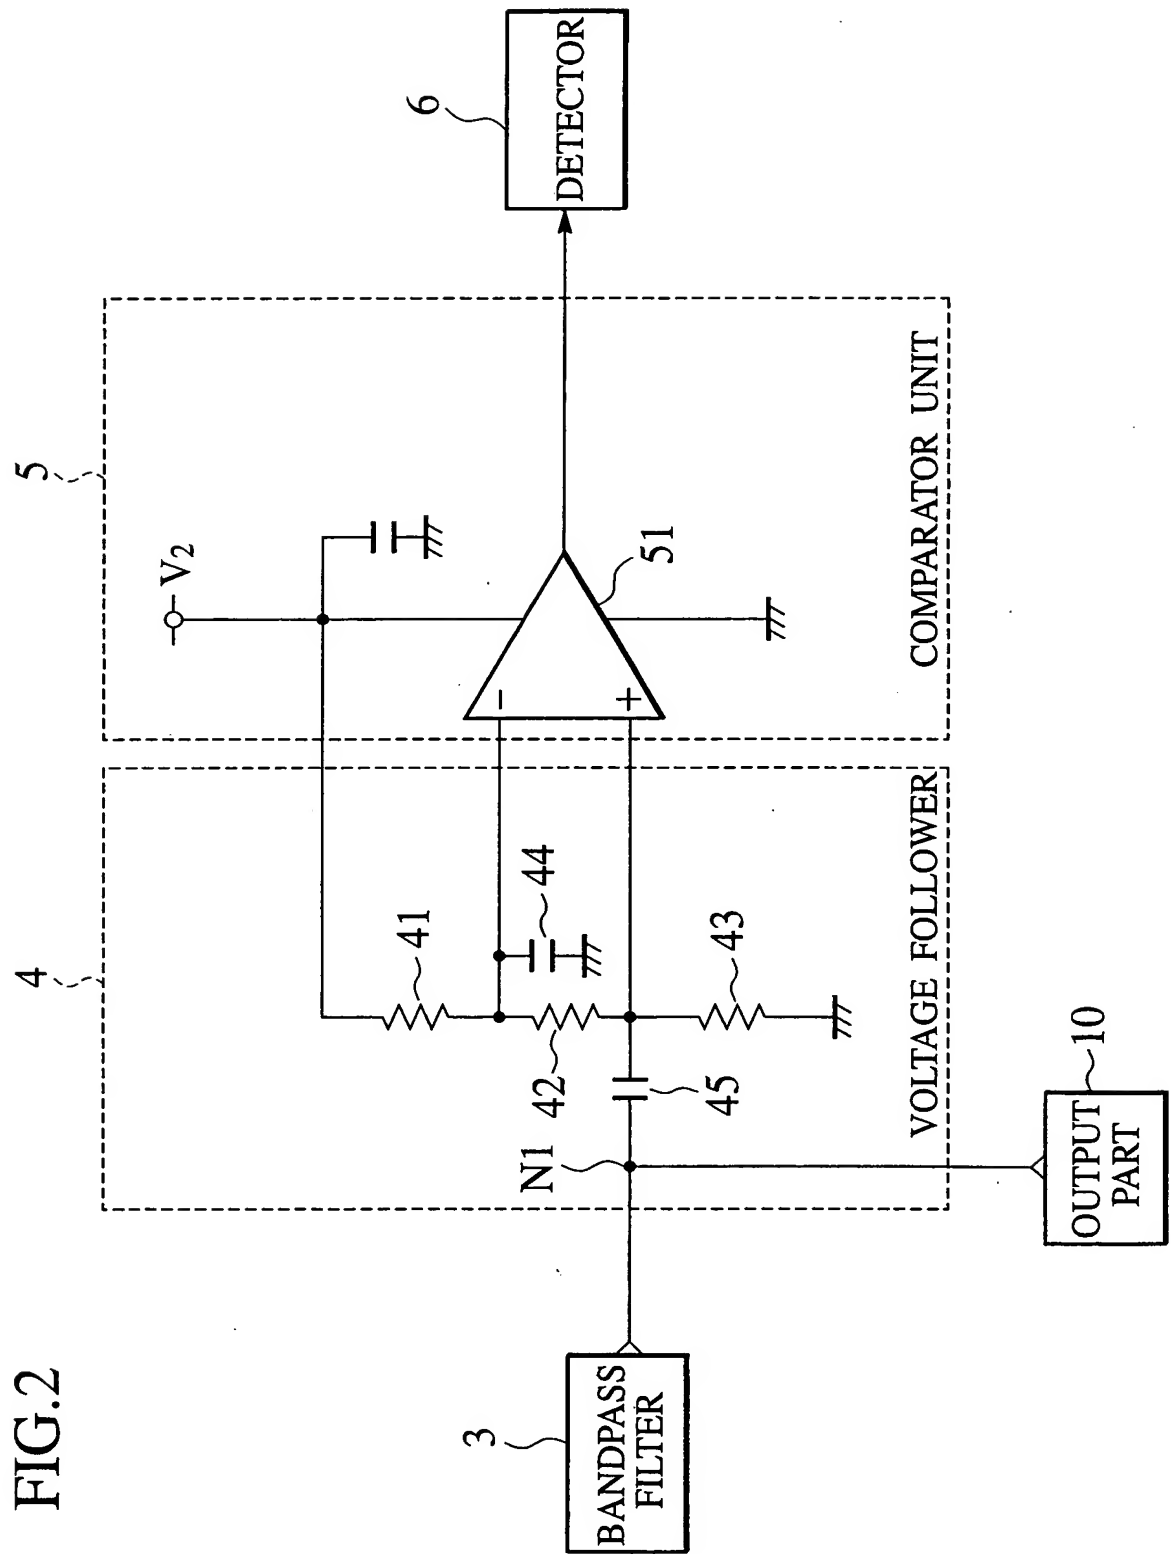 FIG.2
3
BANDPASS
FILTER
4
N1
41
42
43
44
45
VOLTAGE FOLLOWER
10
OUTPUT
PART
5
V2
−
+
51
COMPARATOR UNIT
6
DETECTOR